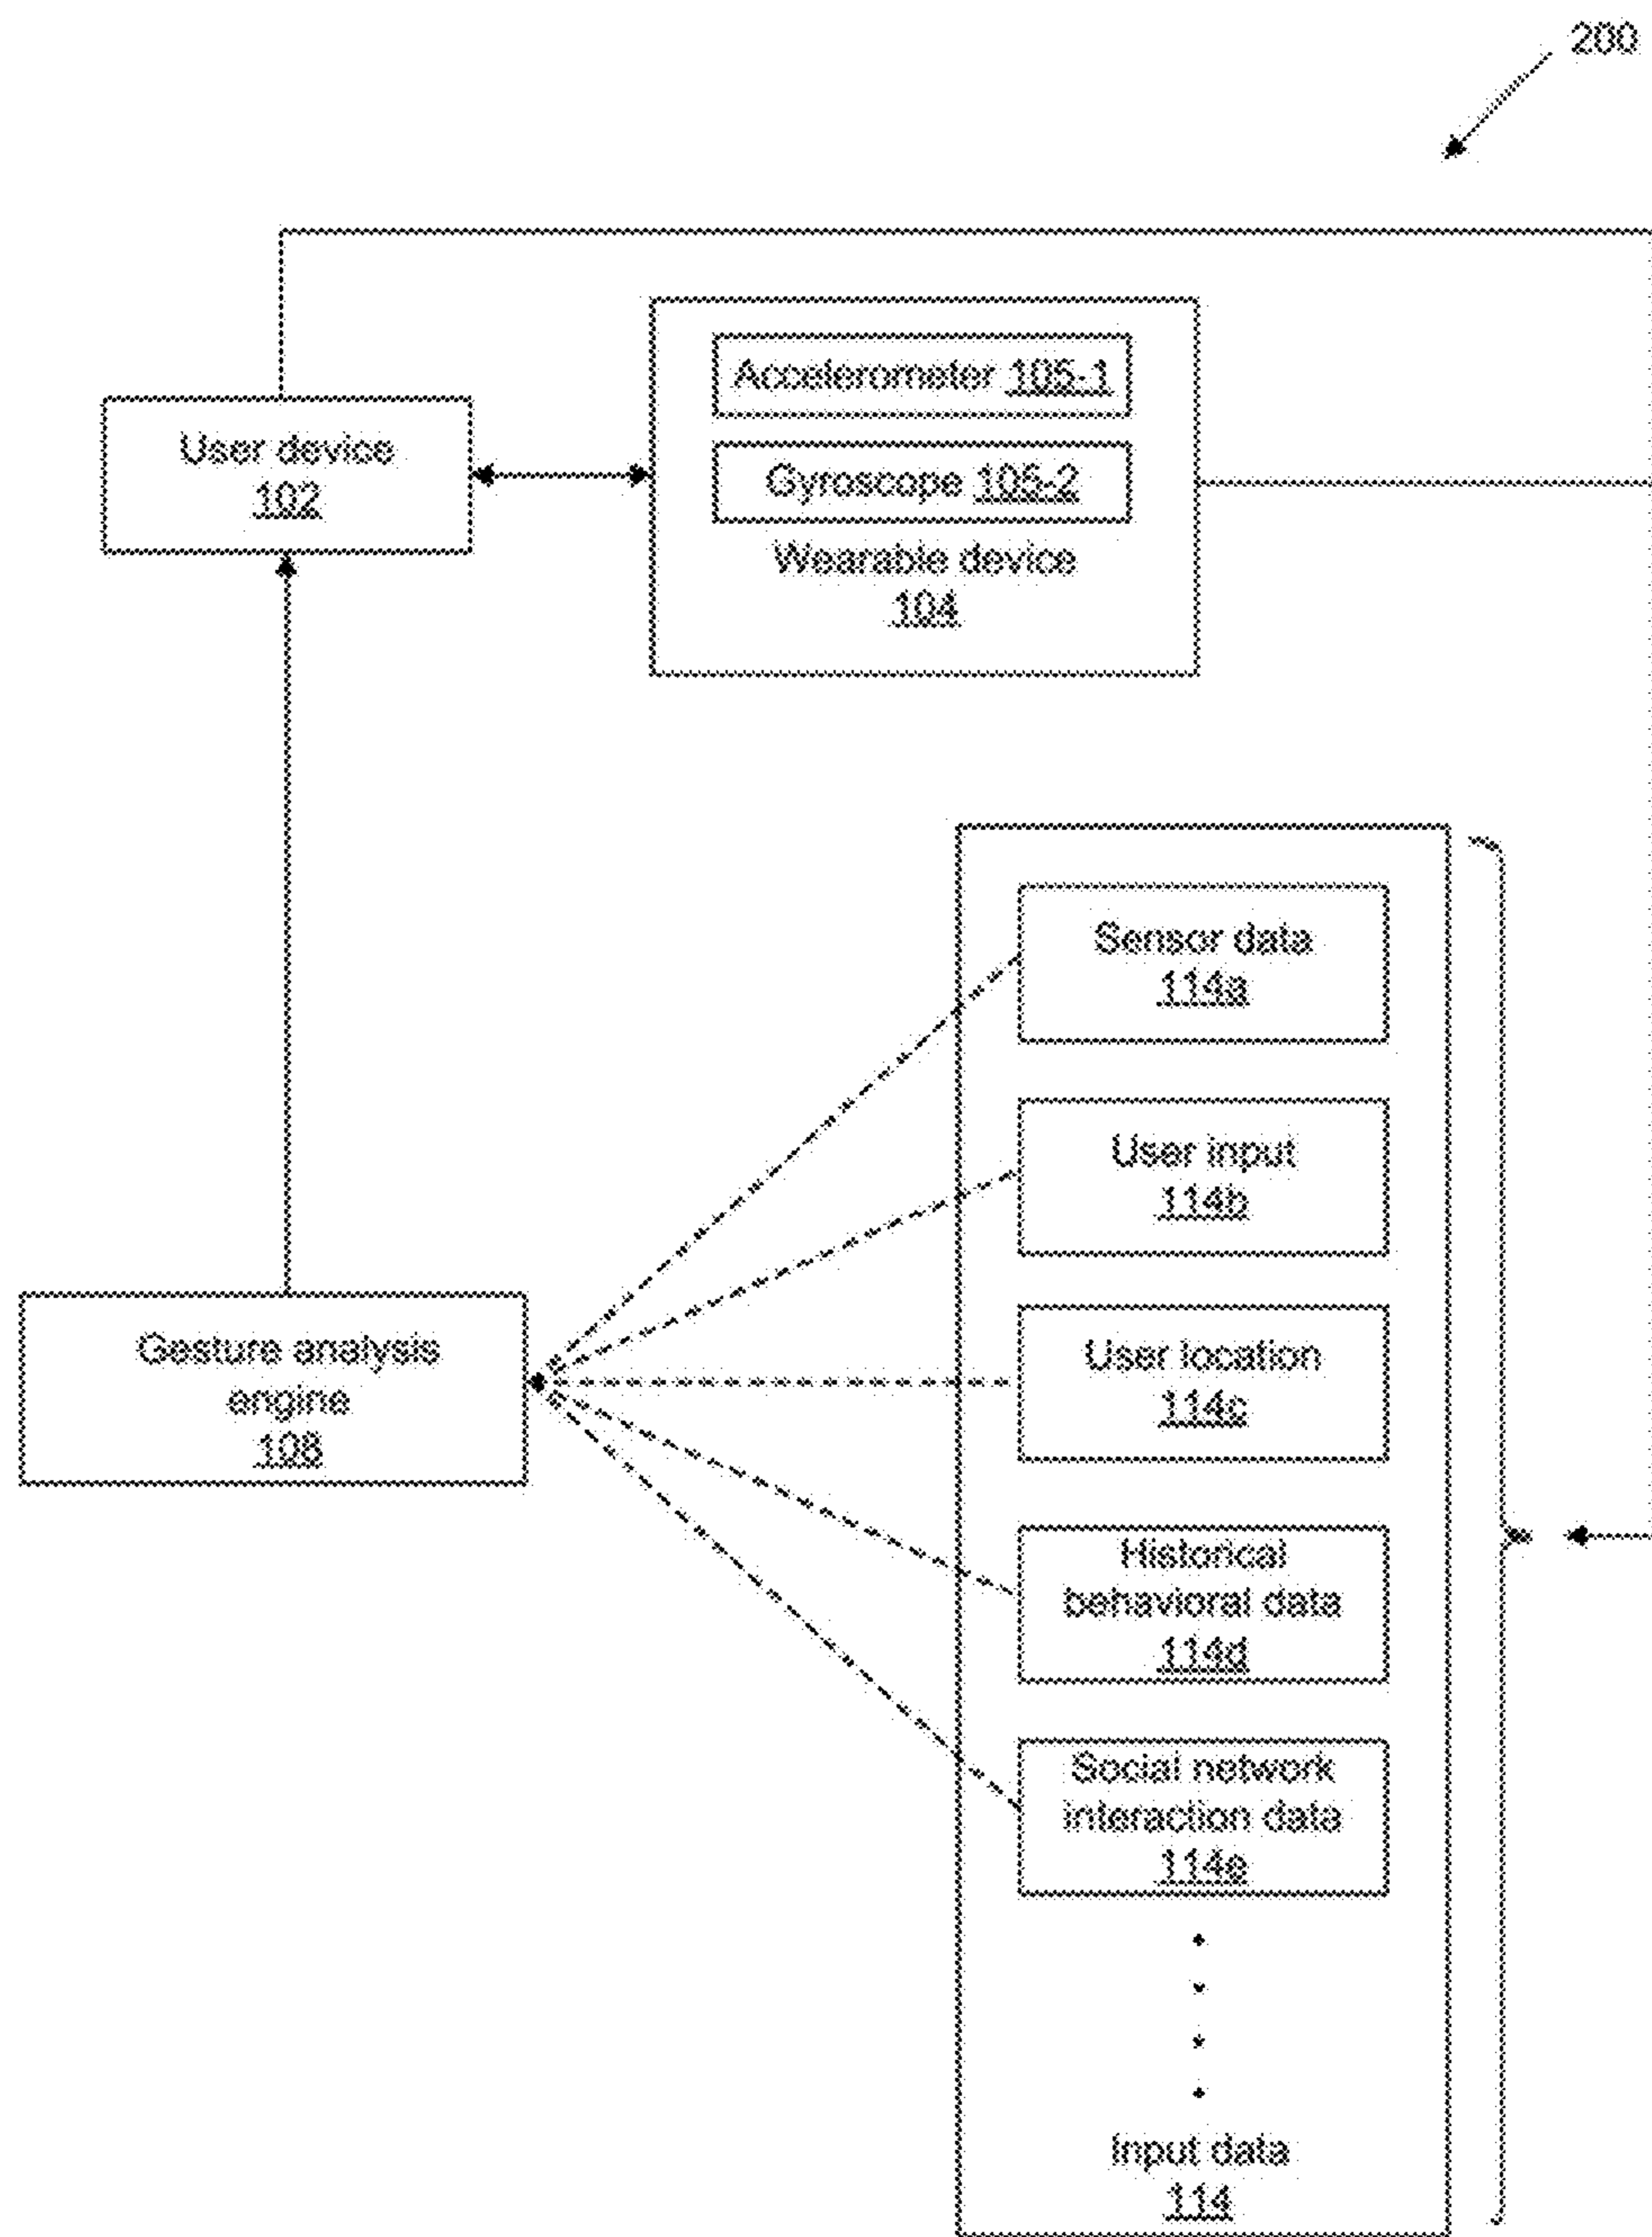 200
Accelerometer 105-1
User device
102
Gyroscope 105-2
Wearable device
104
Sensor data
114a
User input
114b
Gesture analysis
engine
108
User location
114c
Historical
behavioral data
114d
Social network
interaction data
114e
Input data
114